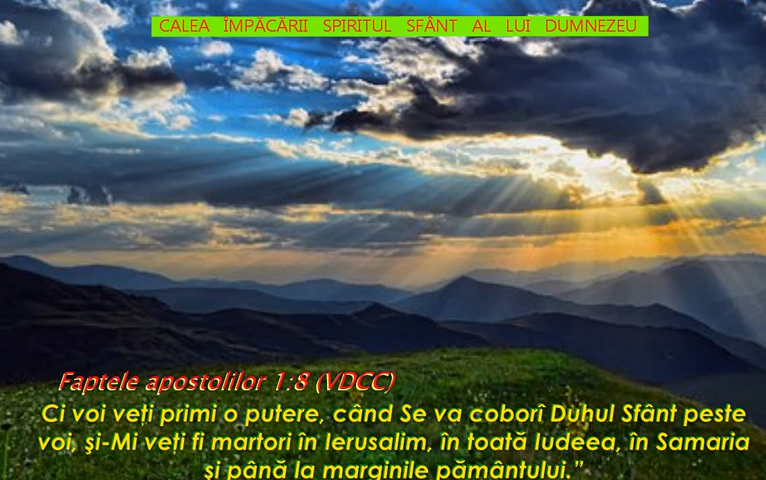 CALEA ÎMPĂCĂRII SPIRITUL SFÂNT AL LUI DUMNEZEU
Faptele apostolilor 1:8 (VDCC)
Ci voi veți primi o putere, când Se va coborî Duhul Sfânt peste
voi, şi-Mi veți fi martori în Ierusalim, în toată Iudeea, în Samaria
şi până la marginile pământului.”